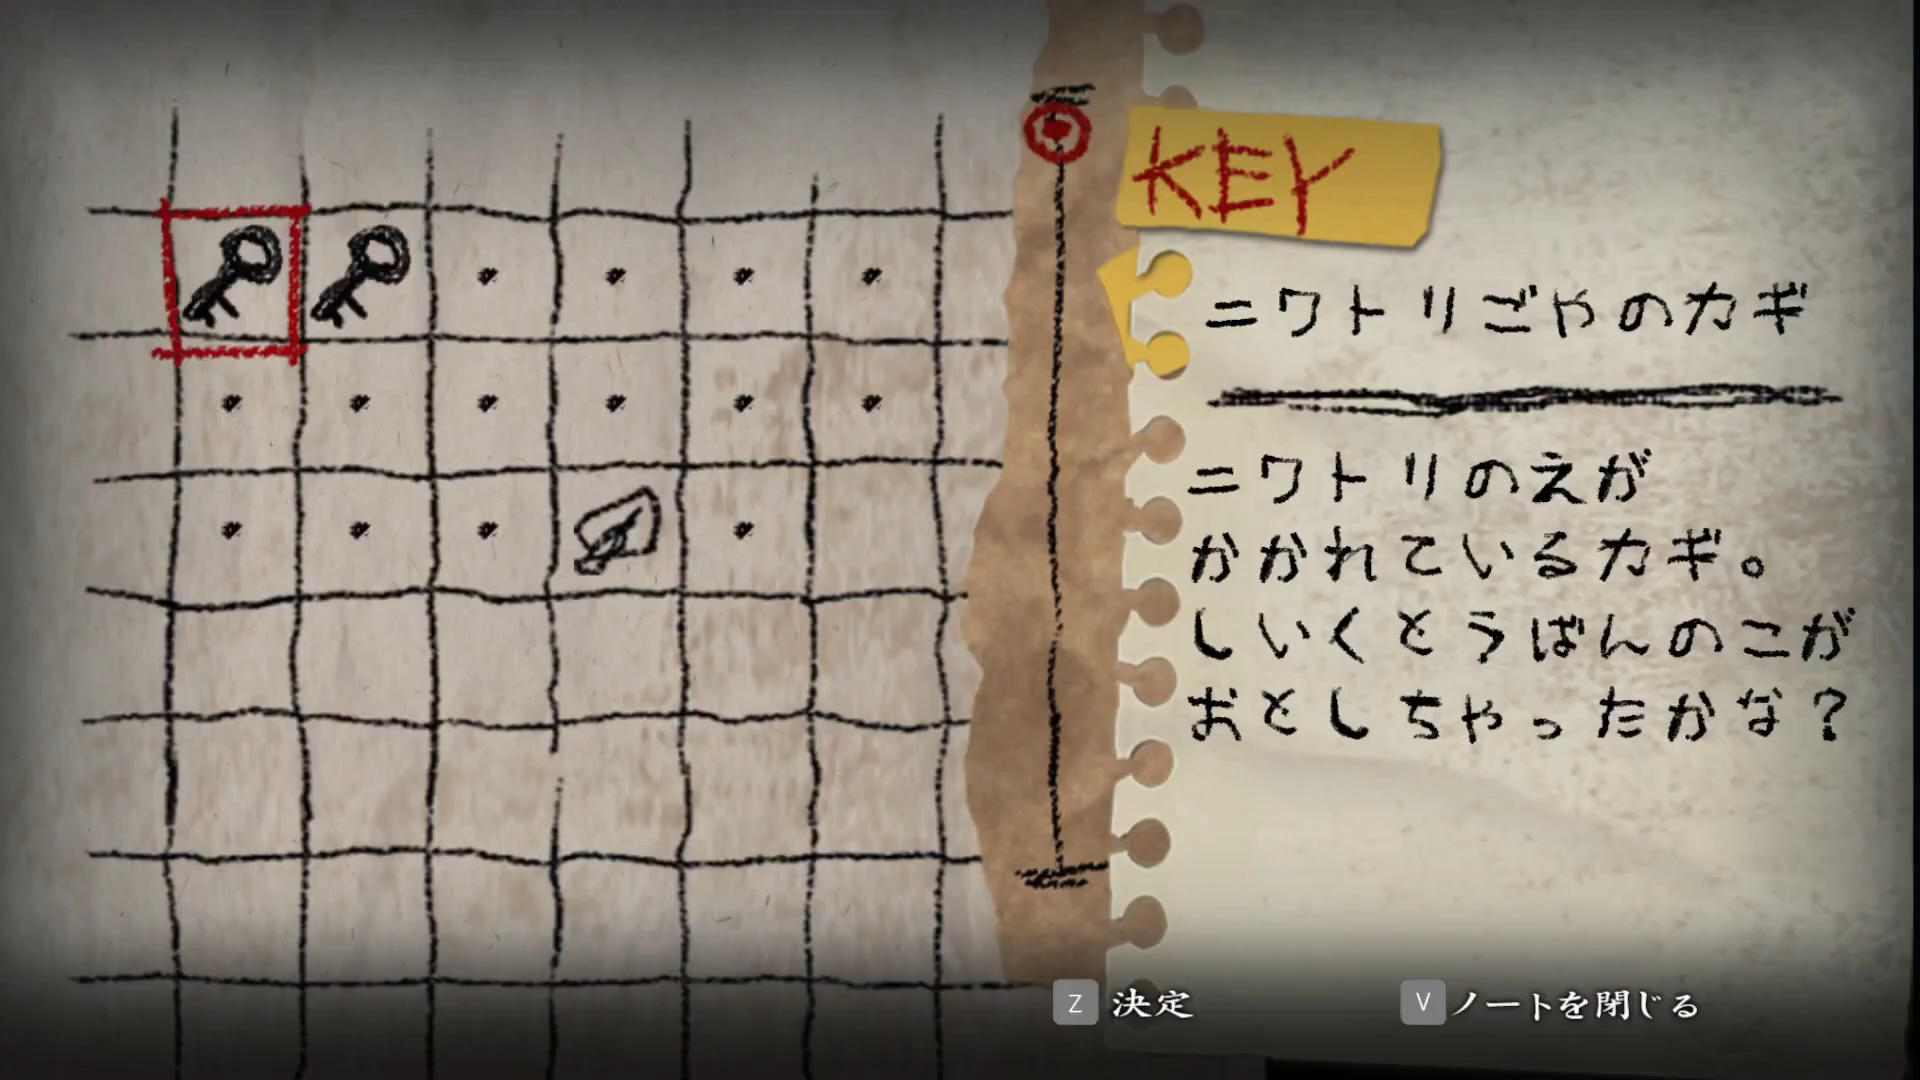 KEY
ニワトリごやのカギ
ニワトリのえが
かかれているカギ。
しいくとうばんのこが
おとしちゃったかな?
Z 決定
V ノートを閉じる